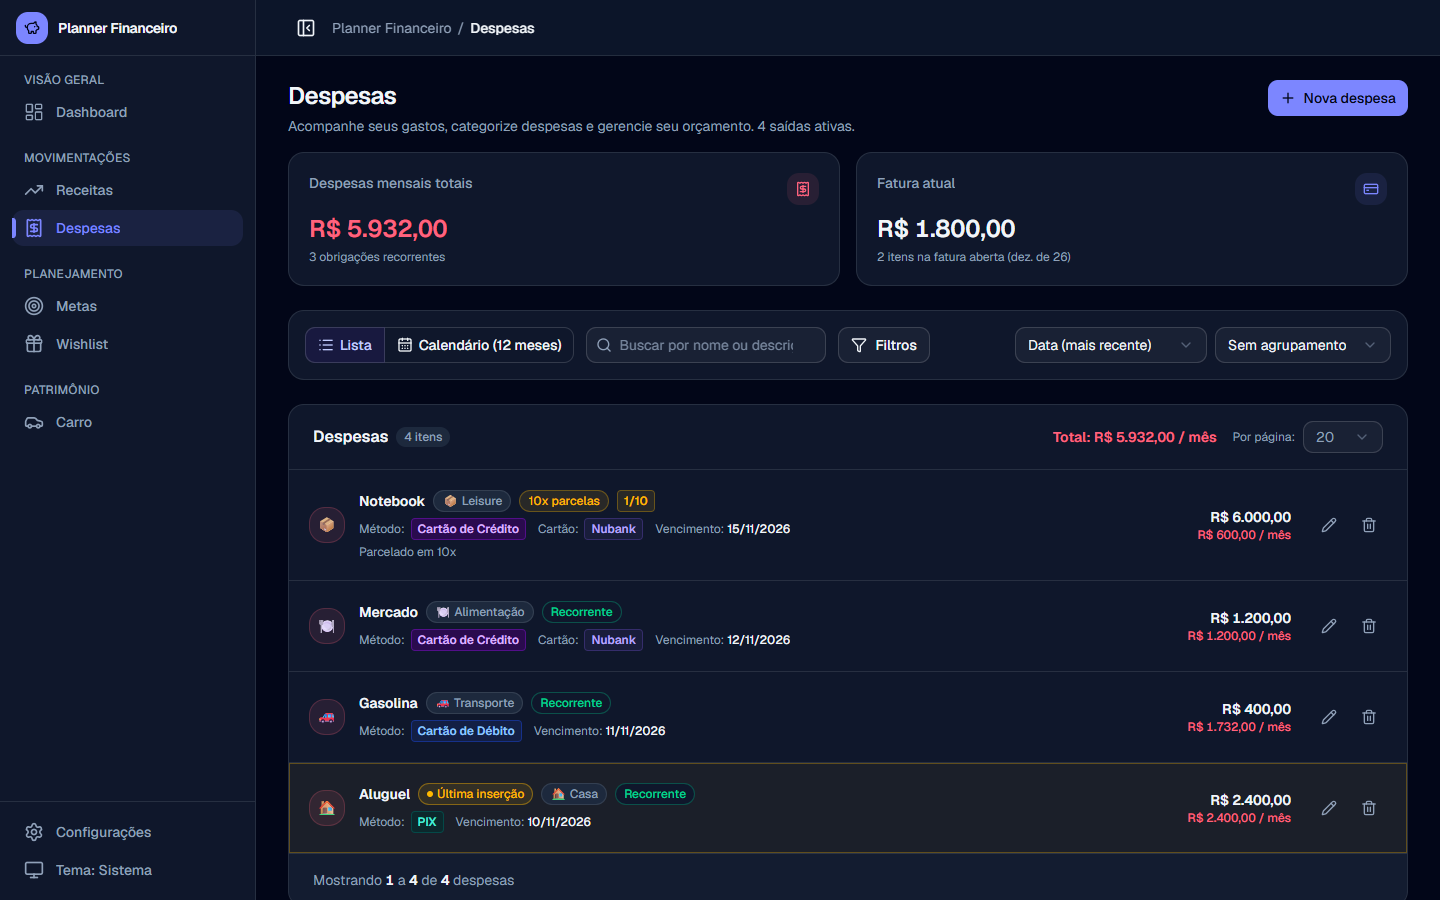 Planner Financeiro
VISÃO GERAL
Dashboard
MOVIMENTAÇÕES
Receitas
Despesas
PLANEJAMENTO
Metas
Wishlist
PATRIMÔNIO
Carro
Configurações
Tema: Sistema
Planner Financeiro / Despesas
Despesas
Acompanhe seus gastos, categorize despesas e gerencie seu orçamento. 4 saídas ativas.
+ Nova despesa
Despesas mensais totais
R$ 5.932,00
3 obrigações recorrentes
Fatura atual
R$ 1.800,00
2 itens na fatura aberta (dez. de 26)
Lista Calendário (12 meses) Buscar por nome ou descric Filtros Data (mais recente) Sem agrupamento
Despesas 4 itens Total: R$ 5.932,00 / mês Por página: 20
Notebook Leisure 10x parcelas 1/10
Método: Cartão de Crédito Cartão: Nubank Vencimento: 15/11/2026
Parcelado em 10x
R$ 6.000,00
R$ 600,00 / mês
Mercado Alimentação Recorrente
Método: Cartão de Crédito Cartão: Nubank Vencimento: 12/11/2026
R$ 1.200,00
R$ 1.200,00 / mês
Gasolina Transporte Recorrente
Método: Cartão de Débito Vencimento: 11/11/2026
R$ 400,00
R$ 1.732,00 / mês
Aluguel Última inserção Casa Recorrente
Método: PIX Vencimento: 10/11/2026
R$ 2.400,00
R$ 2.400,00 / mês
Mostrando 1 a 4 de 4 despesas